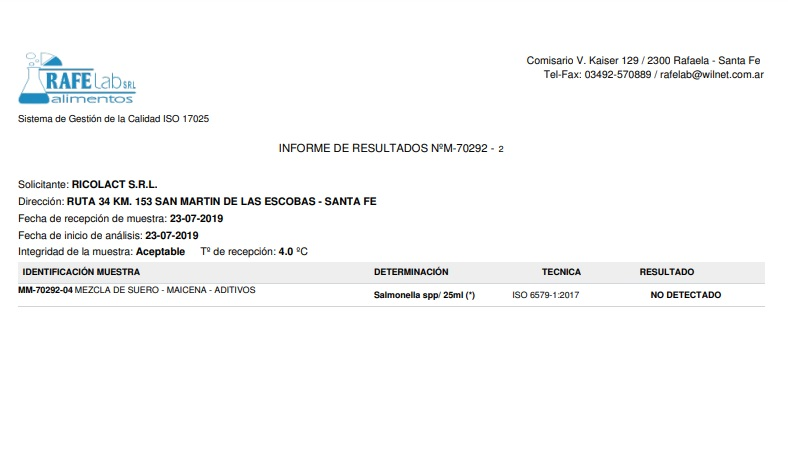 RAFE Lab SRL
alimentos
Comisario V. Kaiser 129 / 2300 Rafaela - Santa Fe
Tel-Fax: 03492-570889 / rafelab@wilnet.com.ar
Sistema de Gestión de la Calidad ISO 17025
INFORME DE RESULTADOS NºM-70292 - 2
Solicitante: RICOLACT S.R.L.
Dirección: RUTA 34 KM. 153 SAN MARTIN DE LAS ESCOBAS - SANTA FE
Fecha de recepción de muestra: 23-07-2019
Fecha de inicio de análisis: 23-07-2019
Integridad de la muestra: Aceptable Tº de recepción: 4.0 ºC
IDENTIFICACIÓN MUESTRA DETERMINACIÓN TECNICA RESULTADO
MM-70292-04 MEZCLA DE SUERO - MAICENA - ADITIVOS Salmonella spp/ 25ml (*) ISO 6579-1:2017 NO DETECTADO